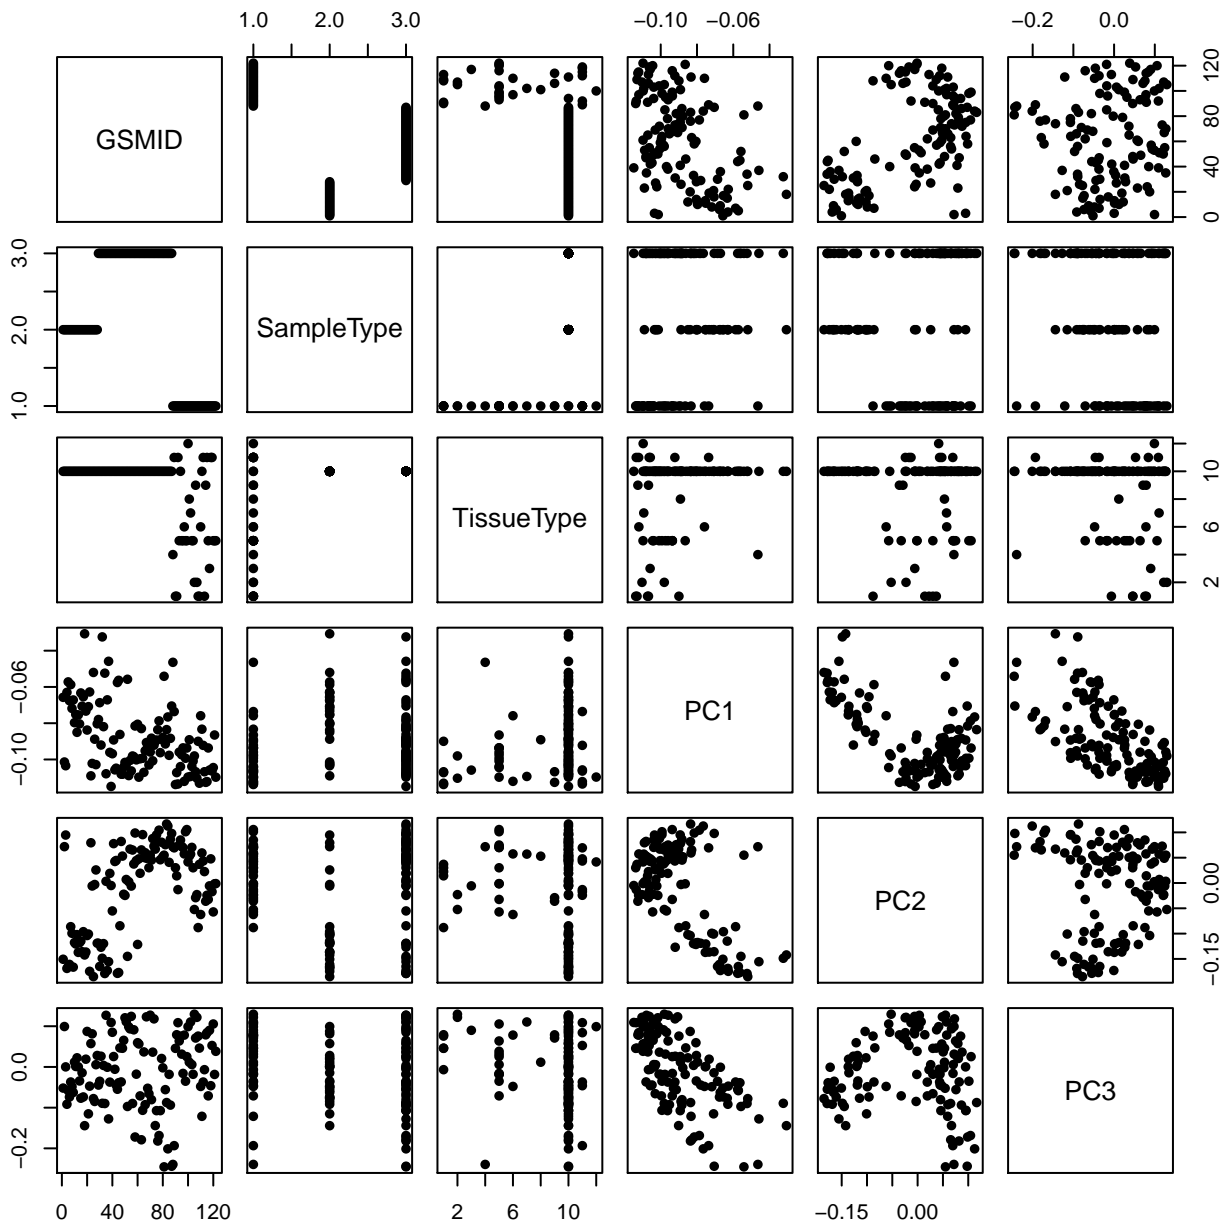 1.0 2.0 3.0 −0.10 −0.06 −0.2 0.0
GSMID 0 40 80 120
1.0 2.0 3.0 SampleType
TissueType 2 6 10
−0.10 −0.06 PC1
PC2 −0.15 0.00
−0.2 0.0 PC3
0 40 80 120 2 6 10 −0.15 0.00